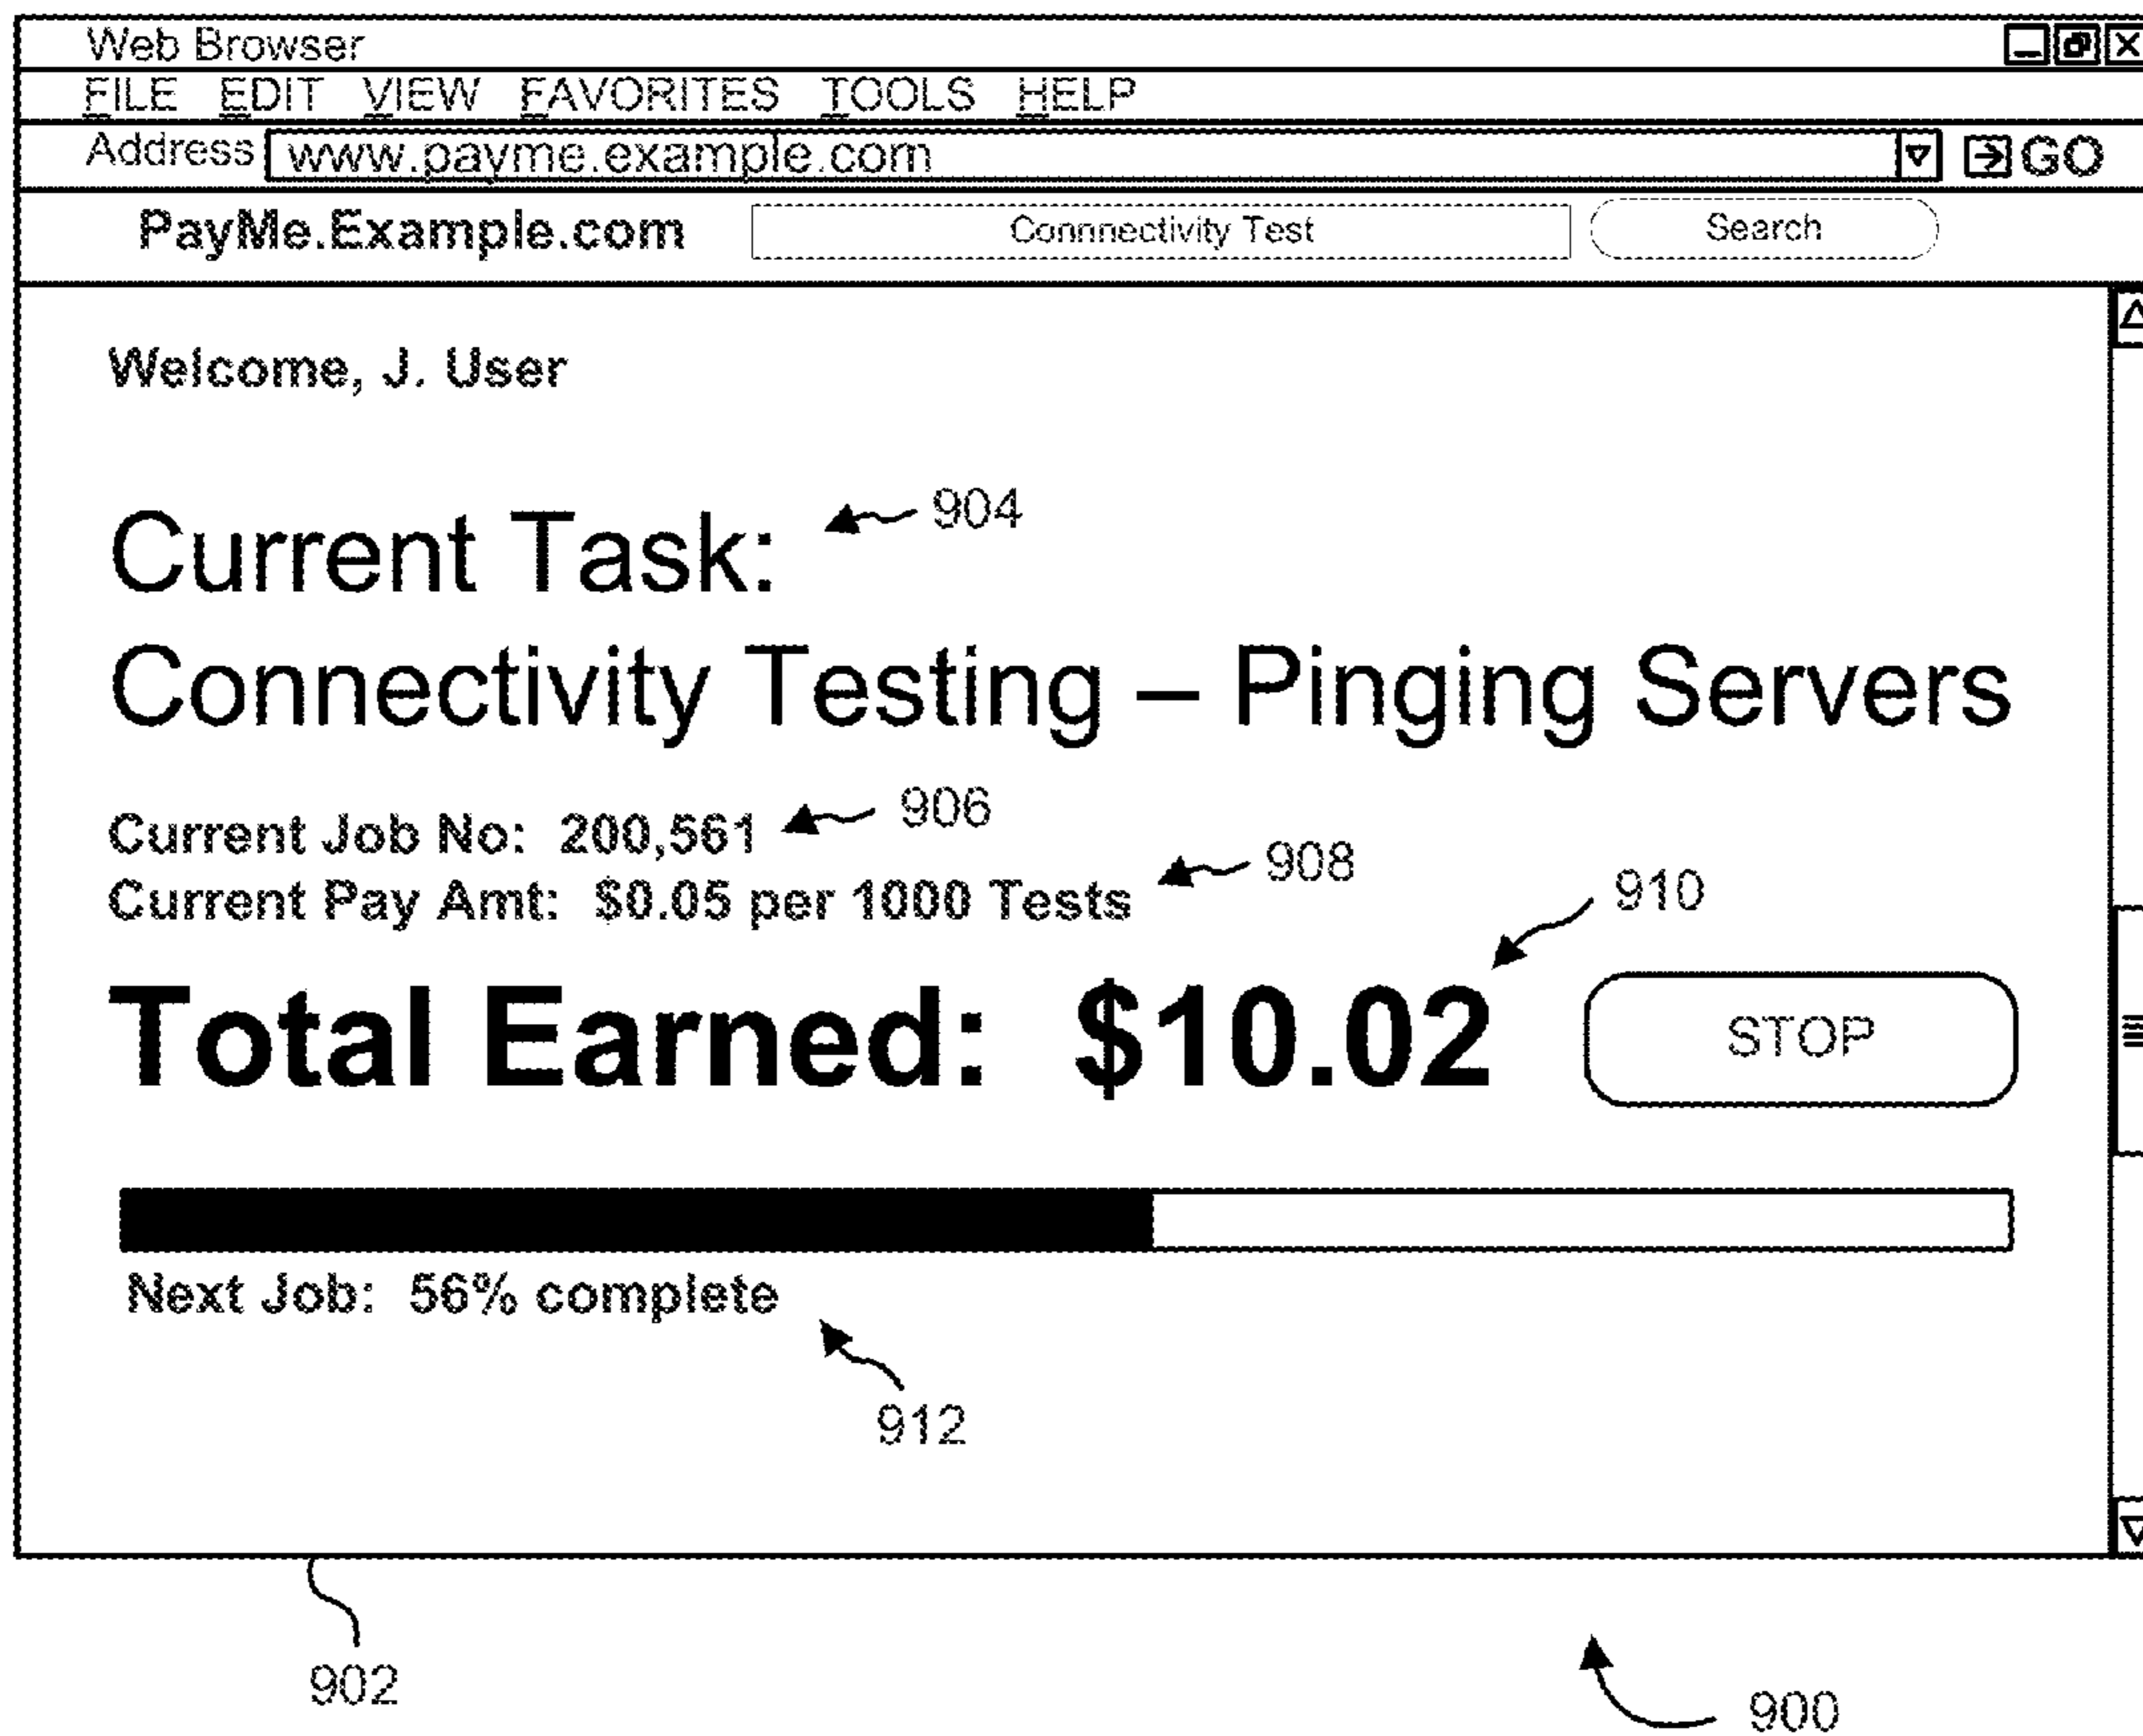 Web Browser
FILE EDIT VIEW FAVORITES TOOLS HELP
Address www.payme.example.com GO
PayMe.Example.com Connnectivity Test Search
Welcome, J. User
Current Task: 904
Connectivity Testing – Pinging Servers
Current Job No: 200,561 906
Current Pay Amt: $0.05 per 1000 Tests 908
910
Total Earned: $10.02 STOP
Next Job: 56% complete
912
902
900